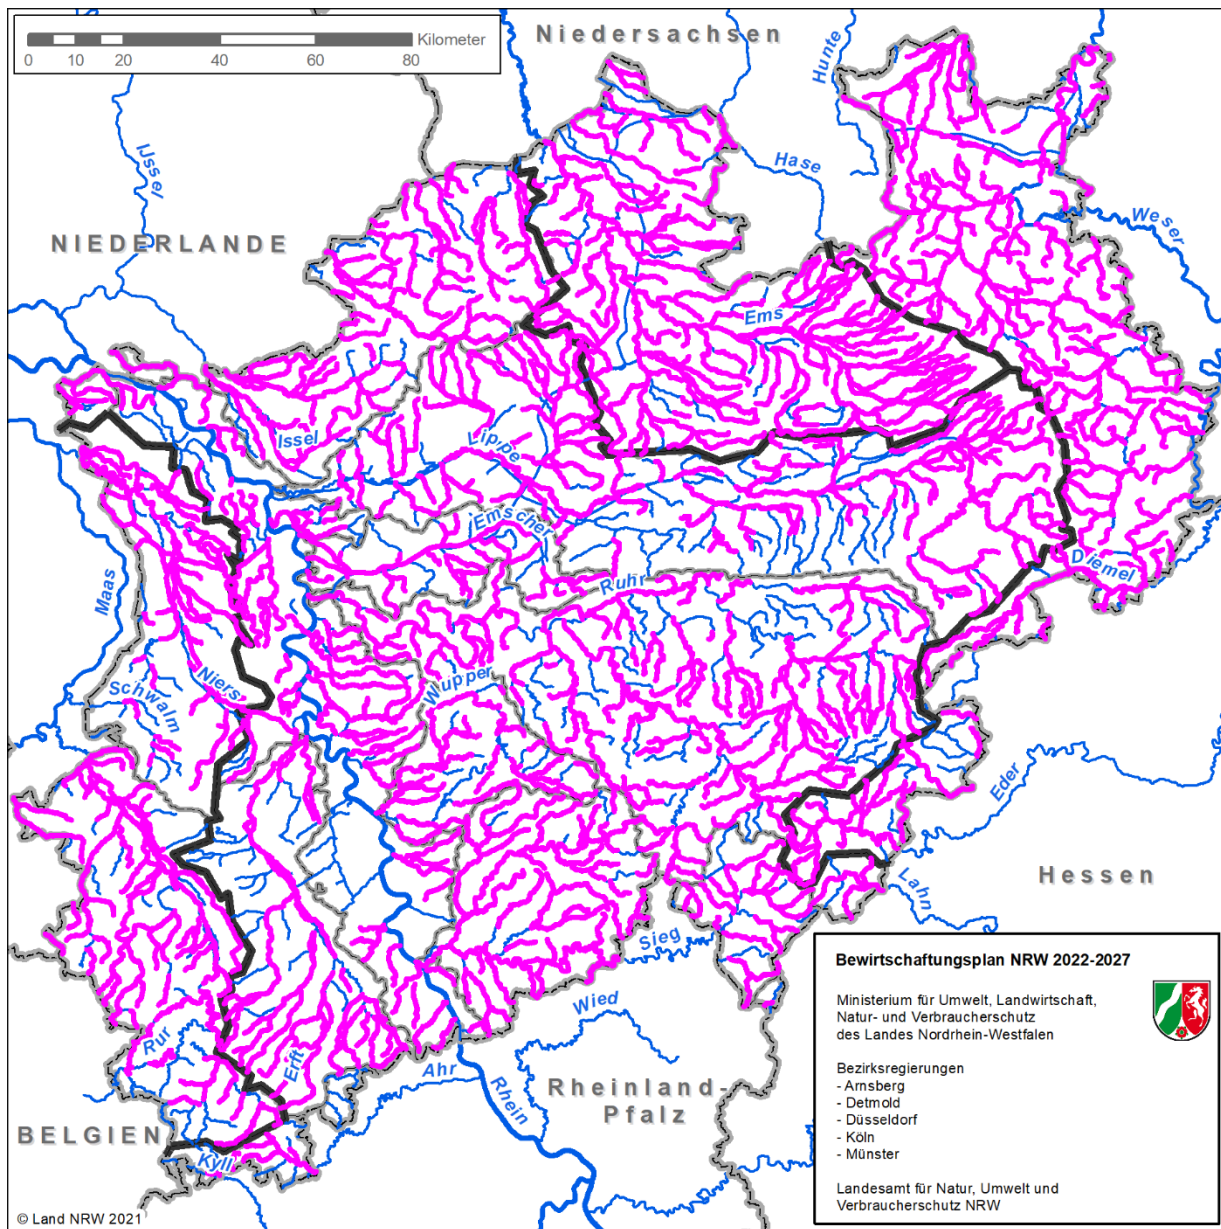 Niedersachsen
Kilometer
0 10 20 40 60 80
Hunte
IJssel
Hase
Weser
NIEDERLANDE
Ems
Issel
Lippe
Emscher
Maas
Ruhr
Diemel
Niers
Wupper
Schwalm
Eder
Lahn
Hessen
Sieg
Wied
Rur
Erft
Ahr
Rhein
Rheinland-
Pfalz
BELGIEN
Kyll
Bewirtschaftungsplan NRW 2022-2027
Ministerium für Umwelt, Landwirtschaft,
Natur- und Verbraucherschutz
des Landes Nordrhein-Westfalen
Bezirksregierungen
- Arnsberg
- Detmold
- Düsseldorf
- Köln
- Münster
Landesamt für Natur, Umwelt und
Verbraucherschutz NRW
© Land NRW 2021